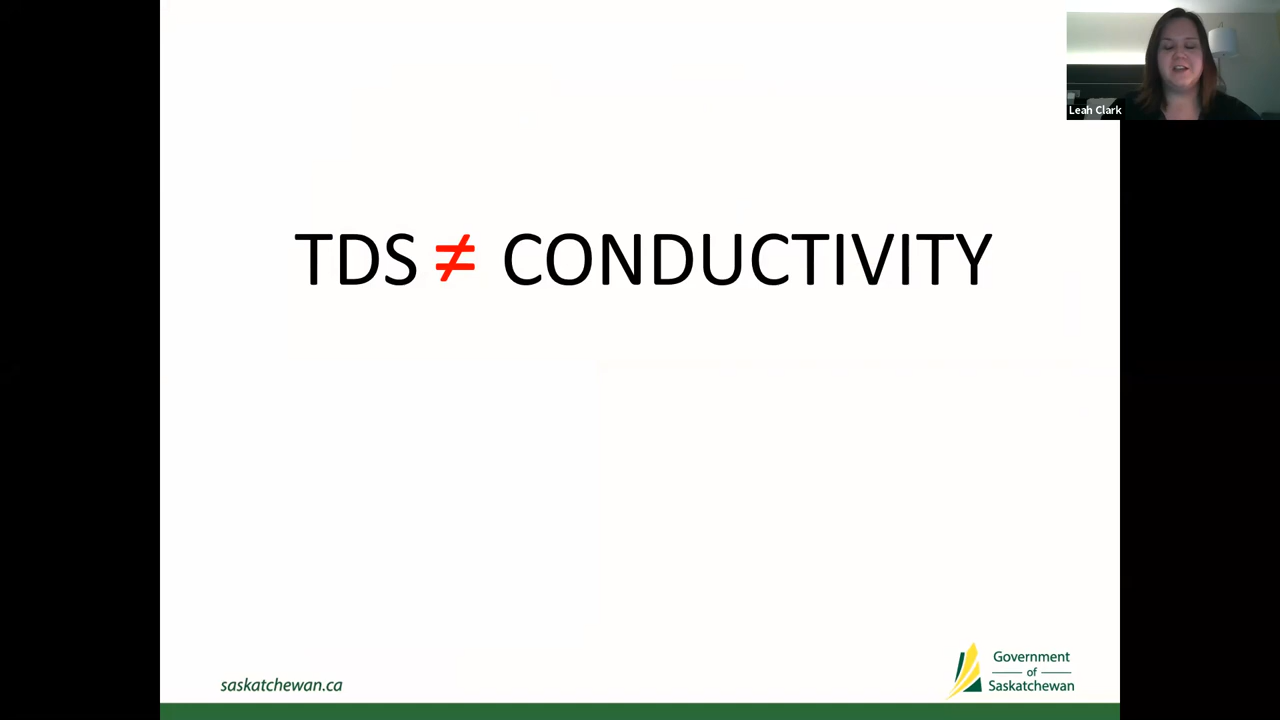 Leah Clark
TDS ≠ CONDUCTIVITY
saskatchewan.ca
Government
of
Saskatchewan